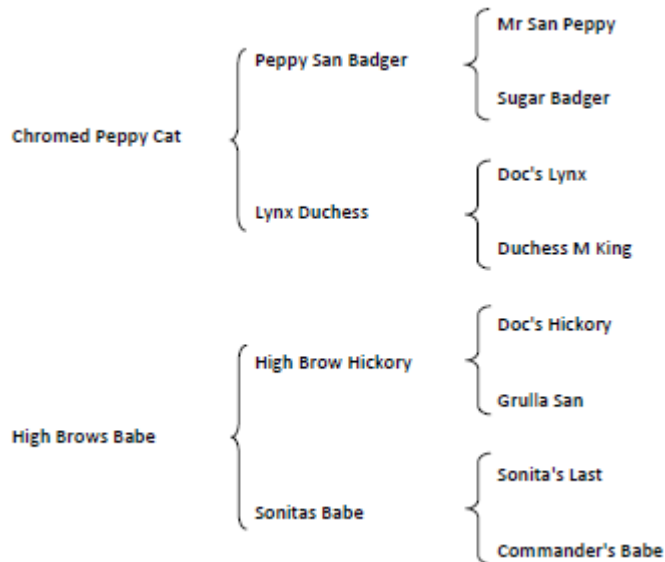 Mr San Peppy
Peppy San Badger
Sugar Badger
Chromed Peppy Cat
Doc's Lynx
Lynx Duchess
Duchess M King
Doc's Hickory
High Brow Hickory
Grulla San
High Brows Babe
Sonita's Last
Sonitas Babe
Commander's Babe